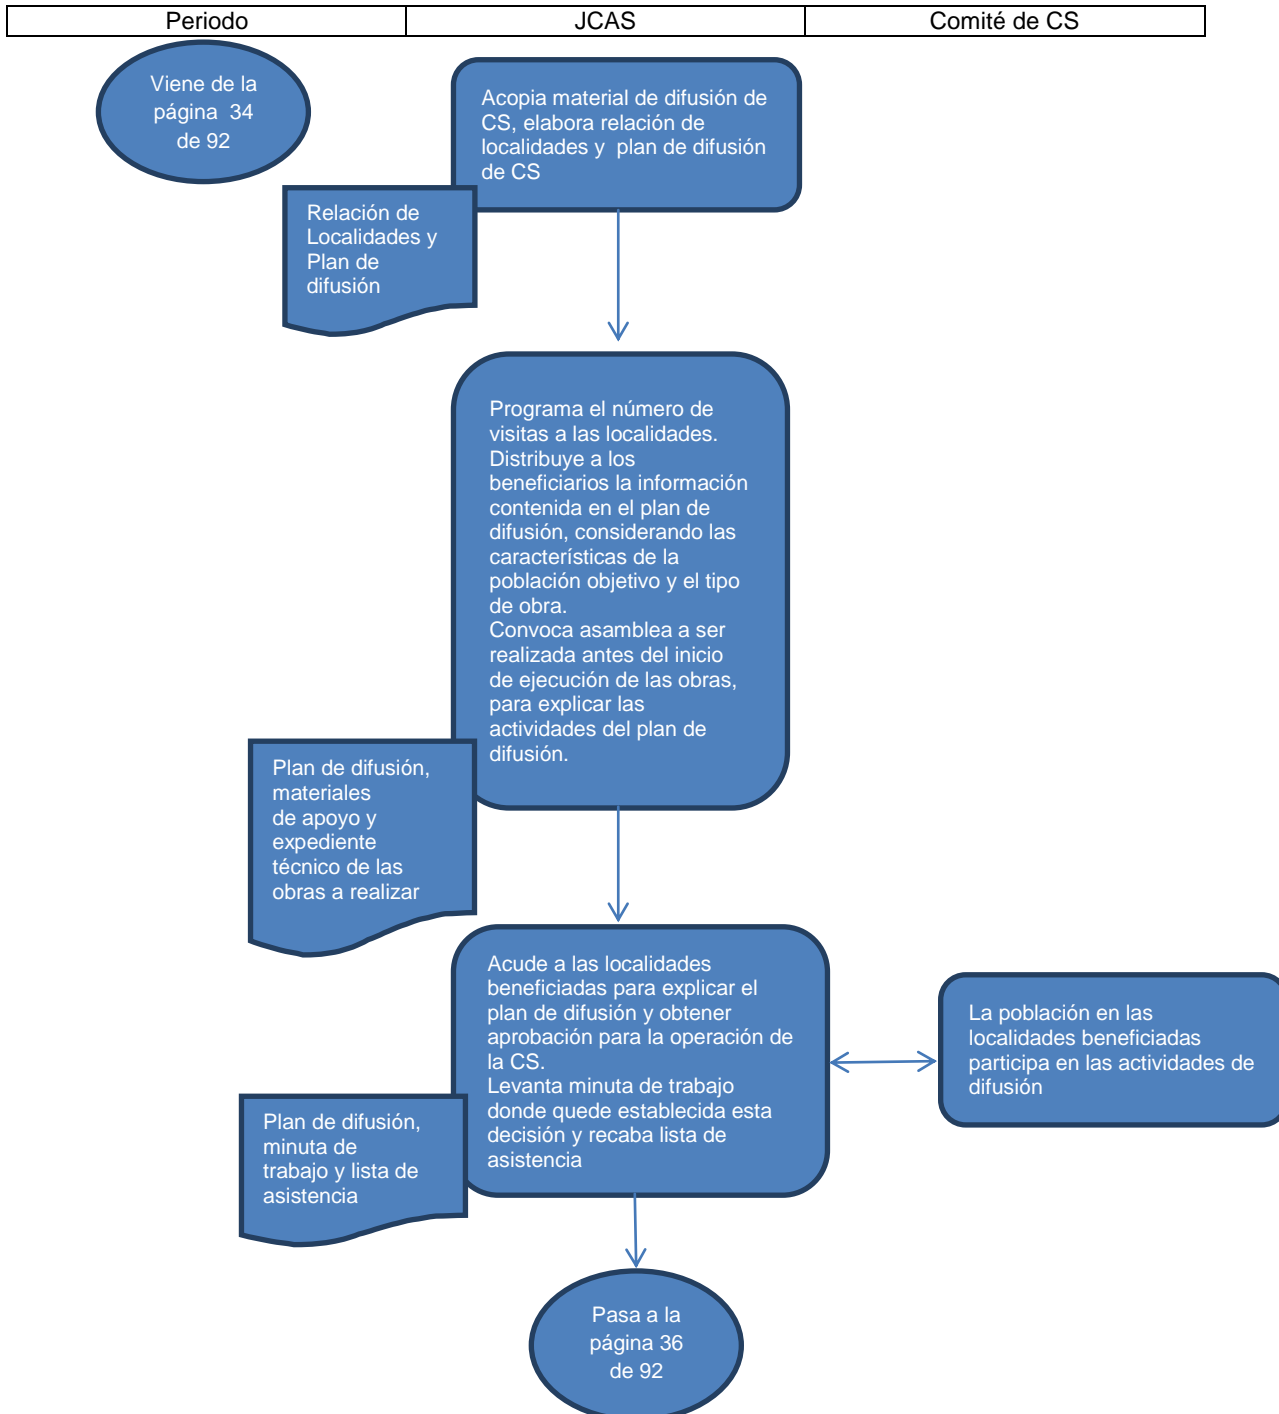 Periodo
JCAS
Comité de CS
Viene de la
página 34
de 92
Acopia material de difusión de
CS, elabora relación de
localidades y plan de difusión
de CS
Relación de
Localidades y
Plan de
difusión
Programa el número de
visitas a las localidades.
Distribuye a los
beneficiarios la información
contenida en el plan de
difusión, considerando las
características de la
población objetivo y el tipo
de obra.
Convoca asamblea a ser
realizada antes del inicio
de ejecución de las obras,
para explicar las
actividades del plan de
difusión.
Plan de difusión,
materiales
de apoyo y
expediente
técnico de las
obras a realizar
Acude a las localidades
beneficiadas para explicar el
plan de difusión y obtener
aprobación para la operación de
la CS.
Levanta minuta de trabajo
donde quede establecida esta
decisión y recaba lista de
asistencia
La población en las
localidades beneficiadas
participa en las actividades de
difusión
Plan de difusión,
minuta de
trabajo y lista de
asistencia
Pasa a la
página 36
de 92